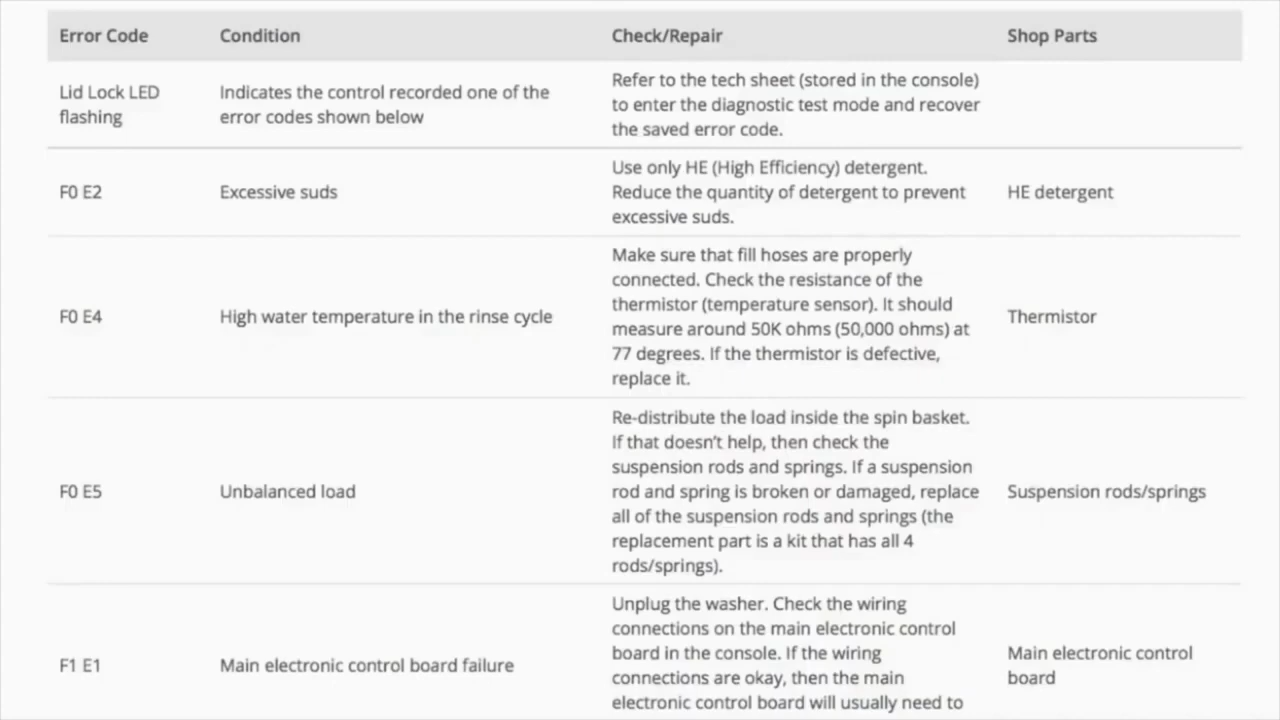 Error Code Condition Check/Repair Shop Parts
Lid Lock LED
flashing
Indicates the control recorded one of the
error codes shown below
Refer to the tech sheet (stored in the console)
to enter the diagnostic test mode and recover
the saved error code.
F0 E2
Excessive suds
Use only HE (High Efficiency) detergent.
Reduce the quantity of detergent to prevent
excessive suds.
HE detergent
F0 E4
High water temperature in the rinse cycle
Make sure that fill hoses are properly
connected. Check the resistance of the
thermistor (temperature sensor). It should
measure around 50K ohms (50,000 ohms) at
77 degrees. If the thermistor is defective,
replace it.
Thermistor
F0 E5
Unbalanced load
Re-distribute the load inside the spin basket.
If that doesn't help, then check the
suspension rods and springs. If a suspension
rod and spring is broken or damaged, replace
all of the suspension rods and springs (the
replacement part is a kit that has all 4
rods/springs).
Suspension rods/springs
F1 E1
Main electronic control board failure
Unplug the washer. Check the wiring
connections on the main electronic control
board in the console. If the wiring
connections are okay, then the main
electronic control board will usually need to
Main electronic control
board